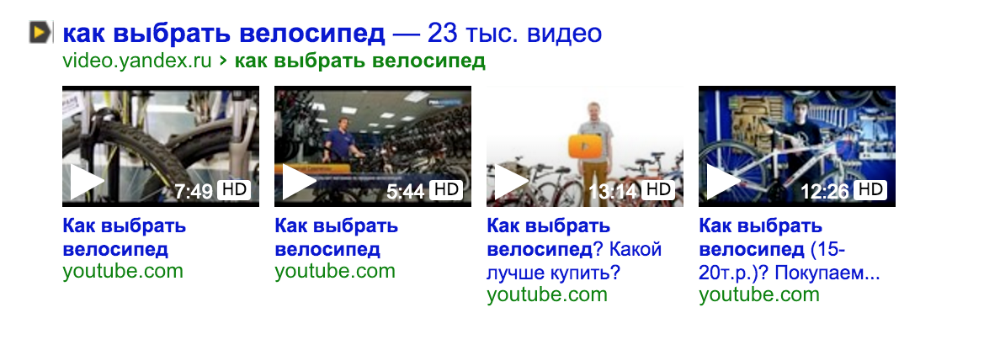 как выбрать велосипед — 23 тыс. видео
video.yandex.ru › как выбрать велосипед
7:49 HD
5:44 HD
13:14 HD
12:26 HD
Как выбрать
велосипед
youtube.com
Как выбрать
велосипед
youtube.com
Как выбрать
велосипед? Какой
лучше купить?
youtube.com
Как выбрать
велосипед (15-
20т.р.)? Покупаем...
youtube.com